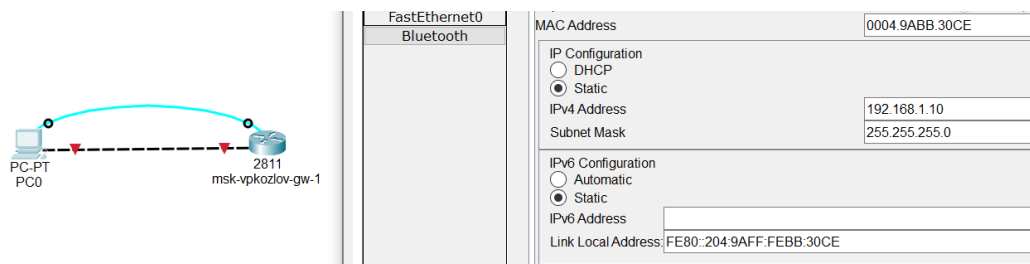 PC-PT
PC0
2811
msk-vpkozlov-gw-1
FastEthernet0
Bluetooth
MAC Address 0004.9ABB.30CE
IP Configuration
DHCP
Static
IPv4 Address 192.168.1.10
Subnet Mask 255.255.255.0
IPv6 Configuration
Automatic
Static
IPv6 Address
Link Local Address: FE80::204:9AFF:FEBB:30CE